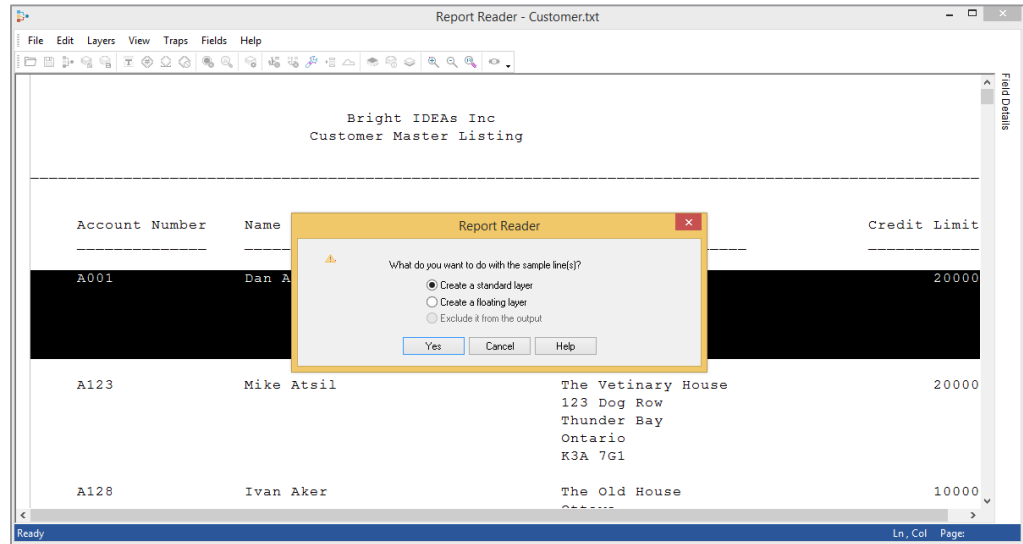 Report Reader - Customer.txt
File Edit Layers View Traps Fields Help
Field Details
Bright IDEAs Inc
Customer Master Listing
Account Number Name Credit Limit
A001 Dan A 20000
Report Reader
What do you want to do with the sample line(s)?
Create a standard layer
Create a floating layer
Exclude it from the output
Yes Cancel Help
A123 Mike Atsil The Vetinary House 20000
123 Dog Row
Thunder Bay
Ontario
K3A 7G1
A128 Ivan Aker The Old House 10000
Ready Ln , Col Page: